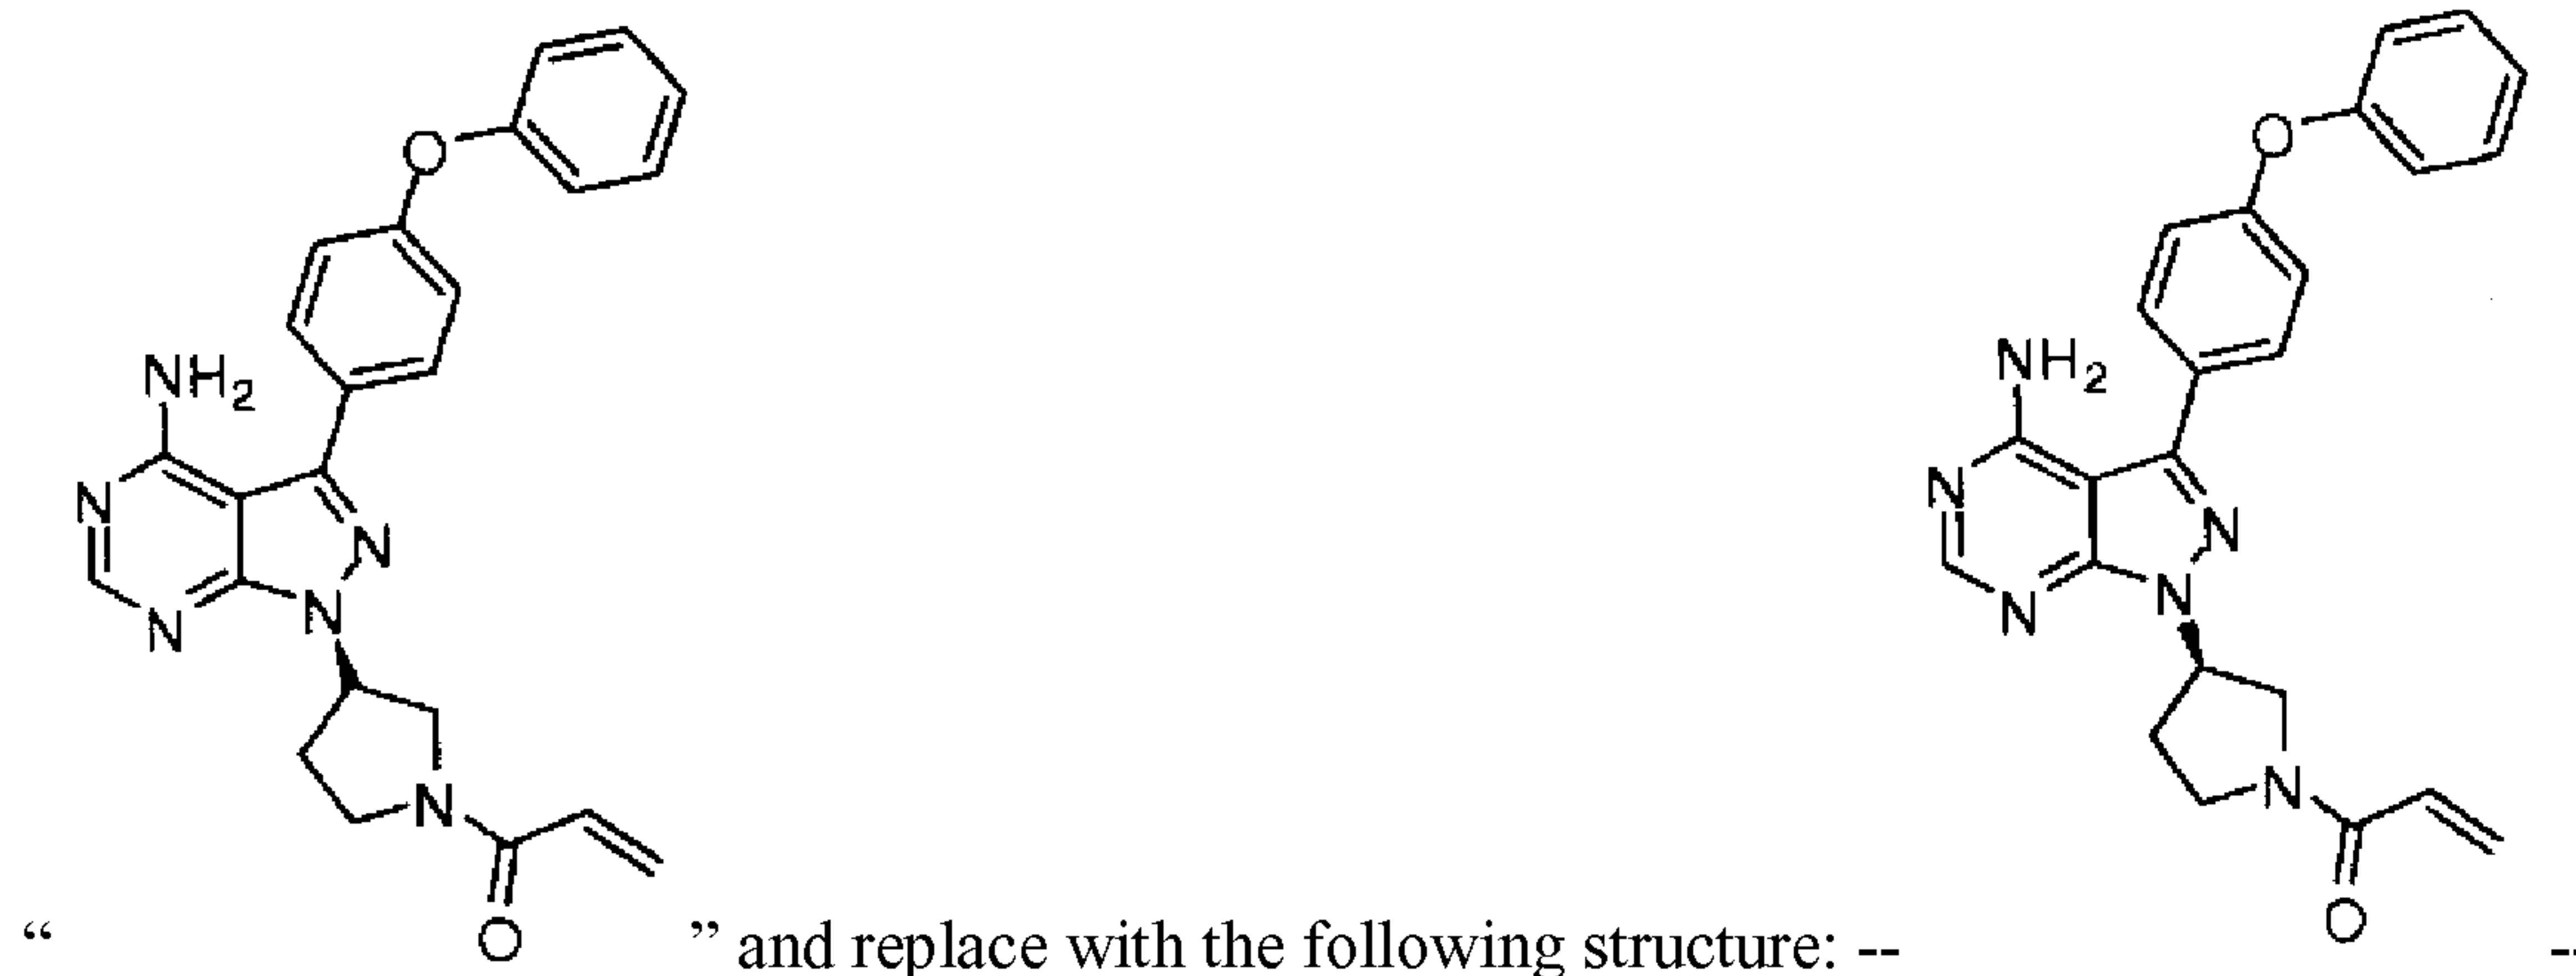 O
NH2
N
N
N
N
N
O
O
NH2
N
N
N
N
N
O
“ ” and replace with the following structure: -- --